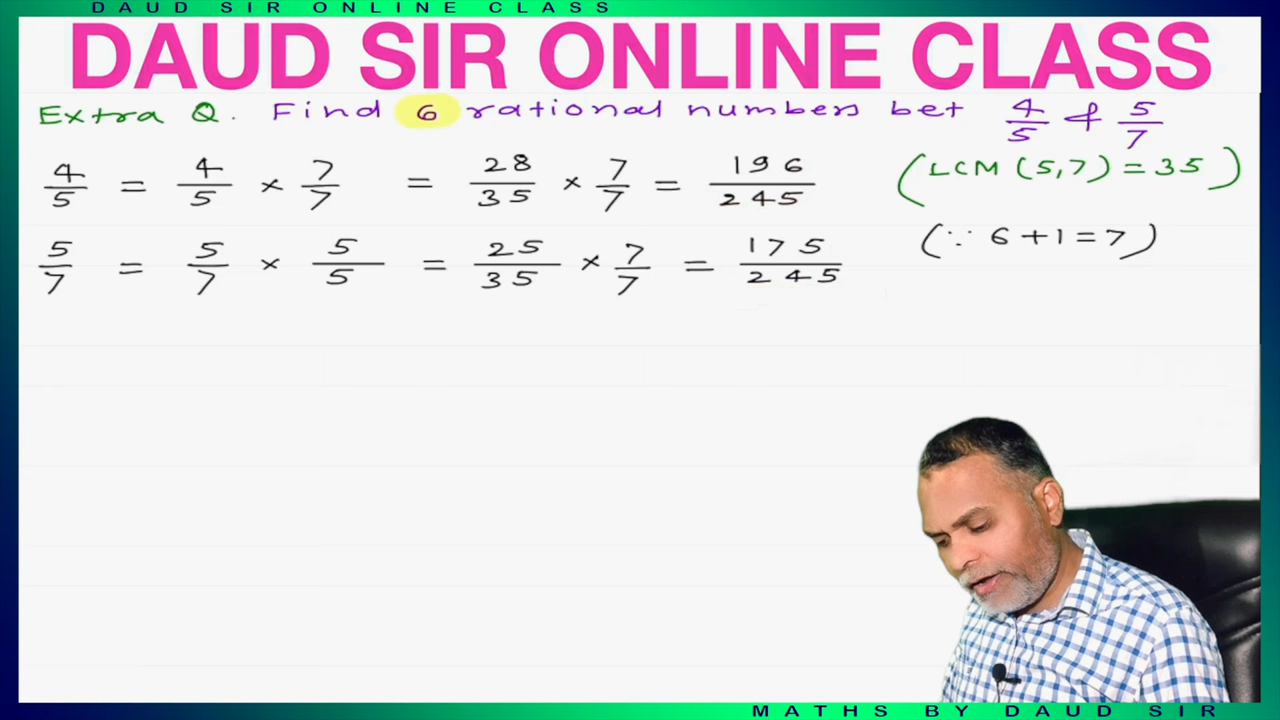 DAUD SIR ONLINE CLASS
DAUD SIR ONLINE CLASS
Extra Q. Find 6 rational numbers bet 4/5 & 5/7
4/5 = 4/5 × 7/7 = 28/35 × 7/7 = 196/245 (LCM (5,7) = 35)
5/7 = 5/7 × 5/5 = 25/35 × 7/7 = 175/245 (∵ 6+1=7)
MATHS BY DAUD SIR